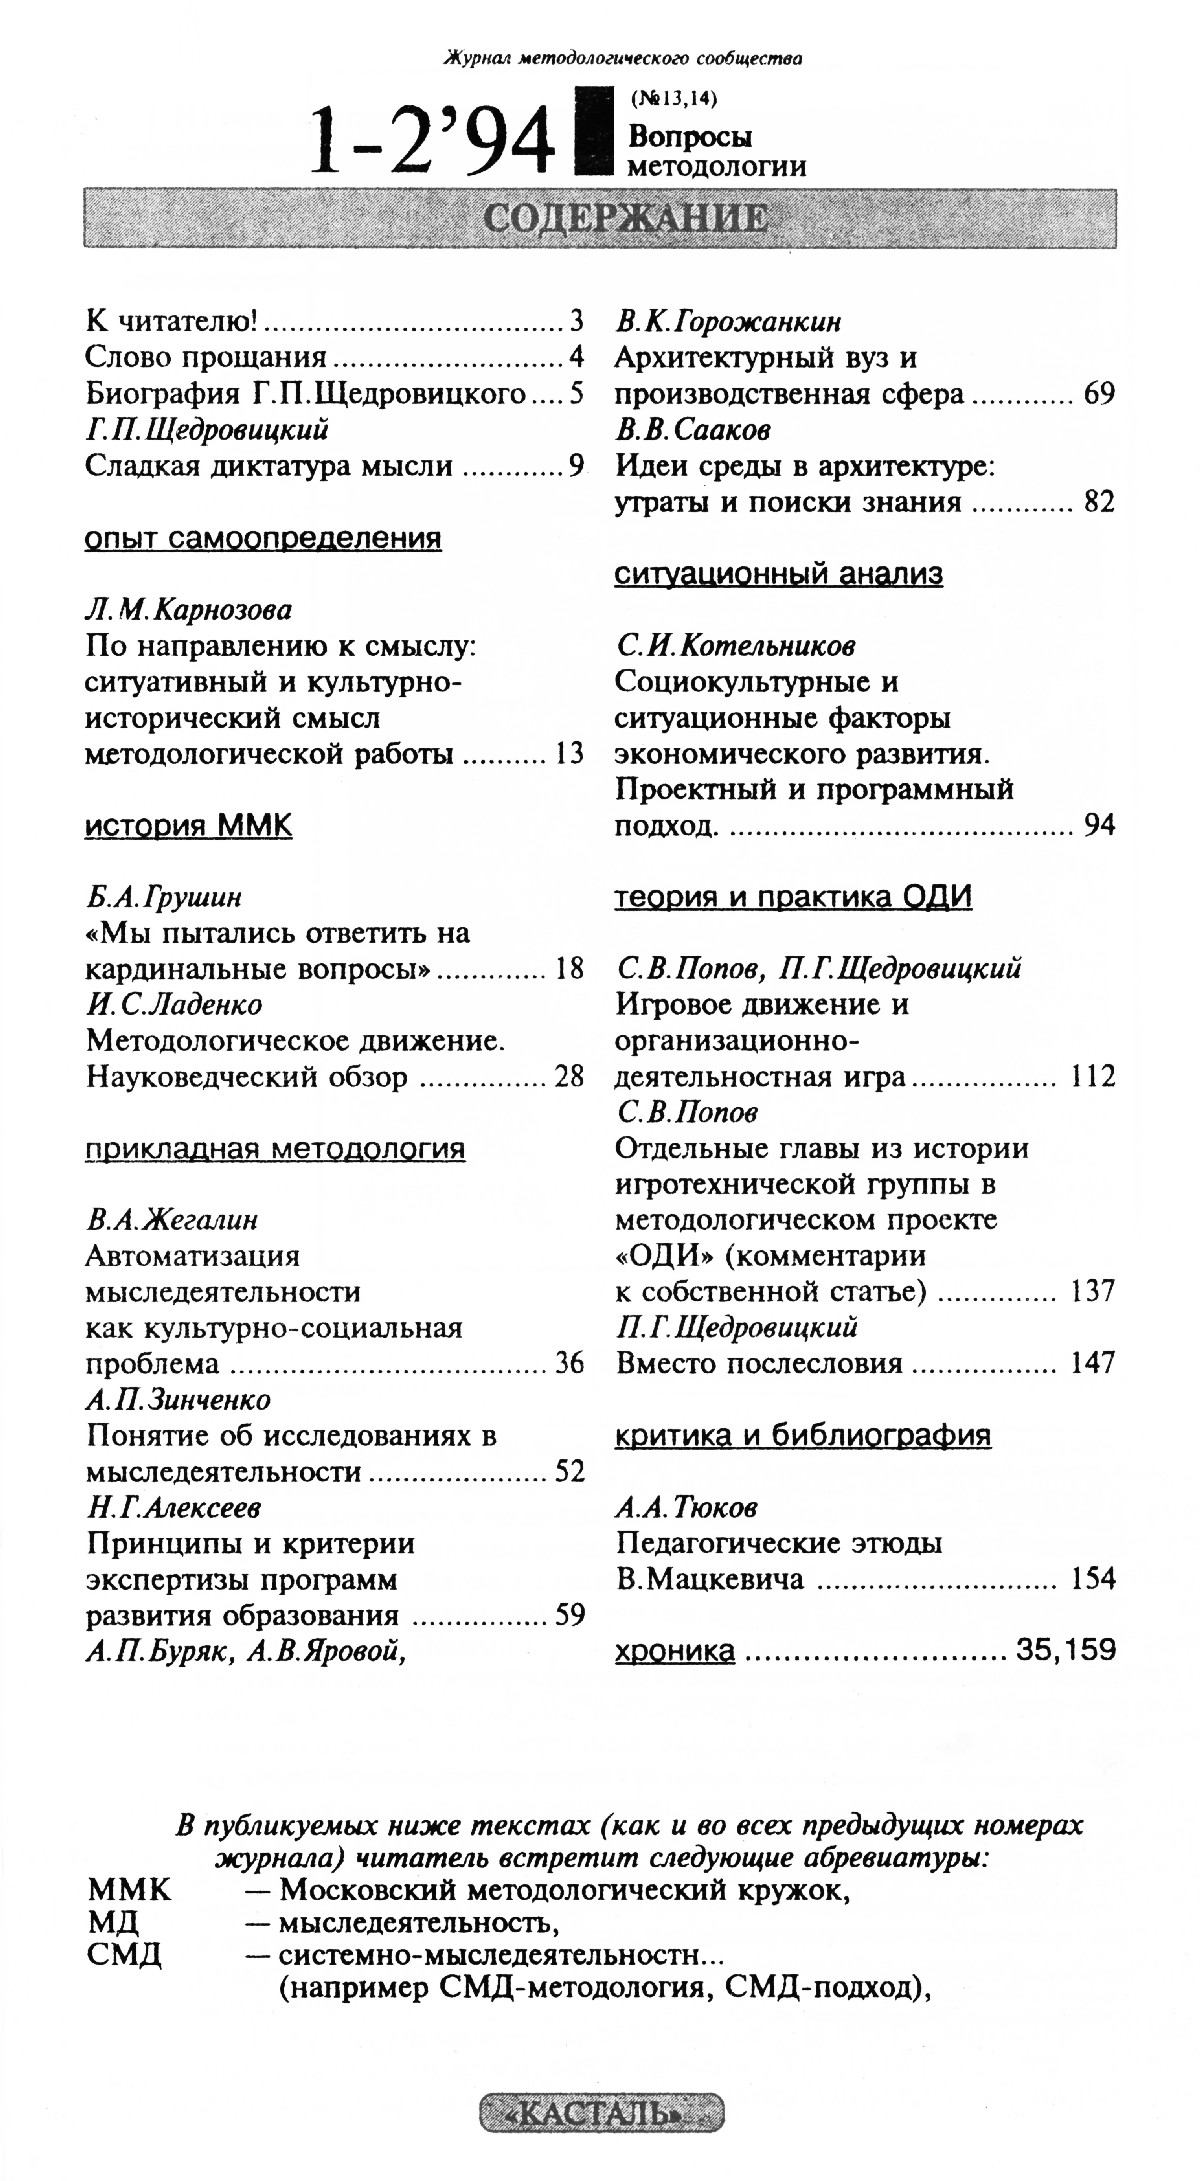 Журнал методологического сообщества
1-2’94
(№13,14)
Вопросы
методологии
СОДЕРЖАНИЕ
К читателю! .................................. 3
Слово прощания .......................... 4
Биография Г.П.Щедровицкого .... 5
Г.П.Щедровицкий
Сладкая диктатура мысли ............ 9
опыт самоопределения
Л.М.Карнозова
По направлению к смыслу:
ситуативный и культурно-
исторический смысл
методологической работы .......... 13
история ММК
Б.А.Грушин
«Мы пытались ответить на
кардинальные вопросы» ............. 18
И.С.Ладенко
Методологическое движение.
Науковедческий обзор ............... 28
прикладная методология
В.А.Жегалин
Автоматизация
мыследеятельности
как культурно-социальная
проблема .................................... 36
А.П.Зинченко
Понятие об исследованиях в
мыследеятельности ..................... 52
Н.Г.Алексеев
Принципы и критерии
экспертизы программ
развития образования ................ 59
А.П.Буряк, А.В.Яровой,
В.К.Горожанкин
Архитектурный вуз и
производственная сфера ............ 69
В.В.Сааков
Идеи среды в архитектуре:
утраты и поиски знания ............ 82
ситуационный анализ
С.И.Котельников
Социокультурные и
ситуационные факторы
экономического развития.
Проектный и программный
подход. ....................................... 94
теория и практика ОДИ
С.В.Попов, П.Г.Щедровицкий
Игровое движение и
организационно-
деятельностная игра ................. 112
С.В.Попов
Отдельные главы из истории
игротехнической группы в
методологическом проекте
«ОДИ» (комментарии
к собственной статье) .............. 137
П.Г.Щедровицкий
Вместо послесловия ................. 147
критика и библиография
А.А.Тюков
Педагогические этюды
В.Мацкевича ............................ 154
хроника ........................... 35,159
В публикуемых ниже текстах (как и во всех предыдущих номерах
журнала) читатель встретит следующие абревиатуры:
ММК — Московский методологический кружок,
МД — мыследеятельность,
СМД — системно-мыследеятельностн...
(например СМД-методология, СМД-подход),
«КАСТАЛЬ»